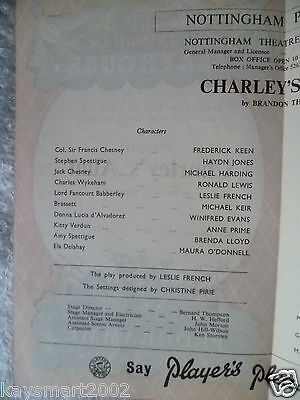 NOTTINGHAM P
NOTTINGHAM THEATRE
General Manager and Licensee
BOX OFFICE OPEN 10
Telephone: Manager's Office 526
CHARLEY'S
by BRANDON TH
Characters
Col. Sir Francis Chesney FREDERICK KEEN
Stephen Spettigue HAYDN JONES
Jack Chesney MICHAEL HARDING
Charles Wykeham RONALD LEWIS
Lord Fancourt Babberley LESLIE FRENCH
Brassett MICHAEL KEIR
Donna Lucia d'Alvadorez WINIFRED EVANS
Kitty Verdun ANNE PRIME
Amy Spettigue BRENDA LLOYD
Ela Delahay MAURA O'DONNELL
The play produced by LESLIE FRENCH
The Settings designed by CHRISTINE PIRIE
Stage Director Bernard Thompson
Stage Manager and Electrician H. W. Hefford
Assistant Stage Manager John Morton
Assistant Scenic Artists John Hill-Wilson
Carpenter Ken Stortney
SAY Player's Pla
kaysmart2002